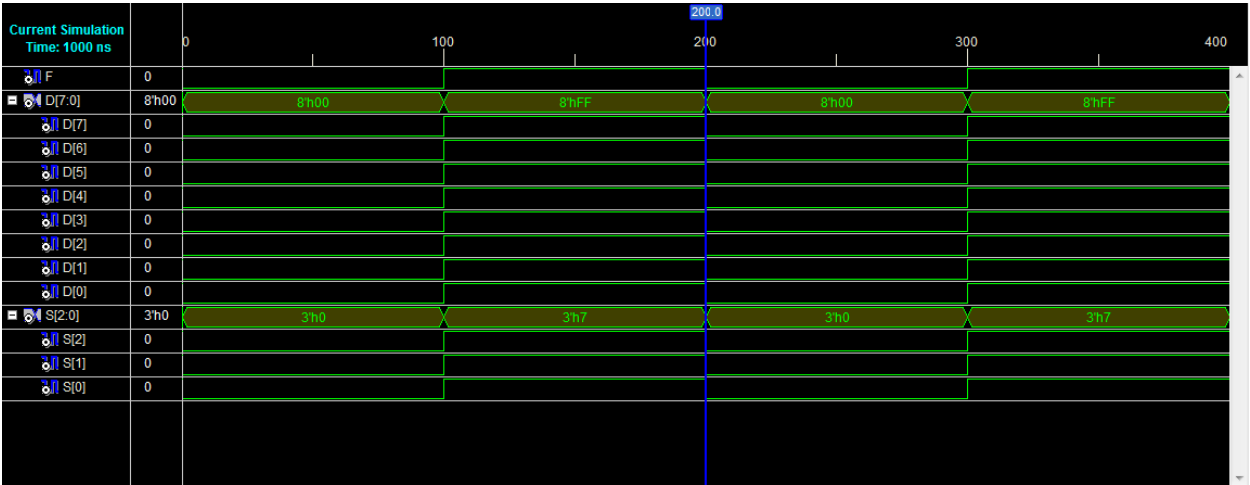 200.0
Current Simulation
Time: 1000 ns
0 100 200 300 400
F 0
D[7:0] 8'h00 8'h00 8'hFF 8'h00 8'hFF
D[7] 0
D[6] 0
D[5] 0
D[4] 0
D[3] 0
D[2] 0
D[1] 0
D[0] 0
S[2:0] 3'h0 3'h0 3'h7 3'h0 3'h7
S[2] 0
S[1] 0
S[0] 0